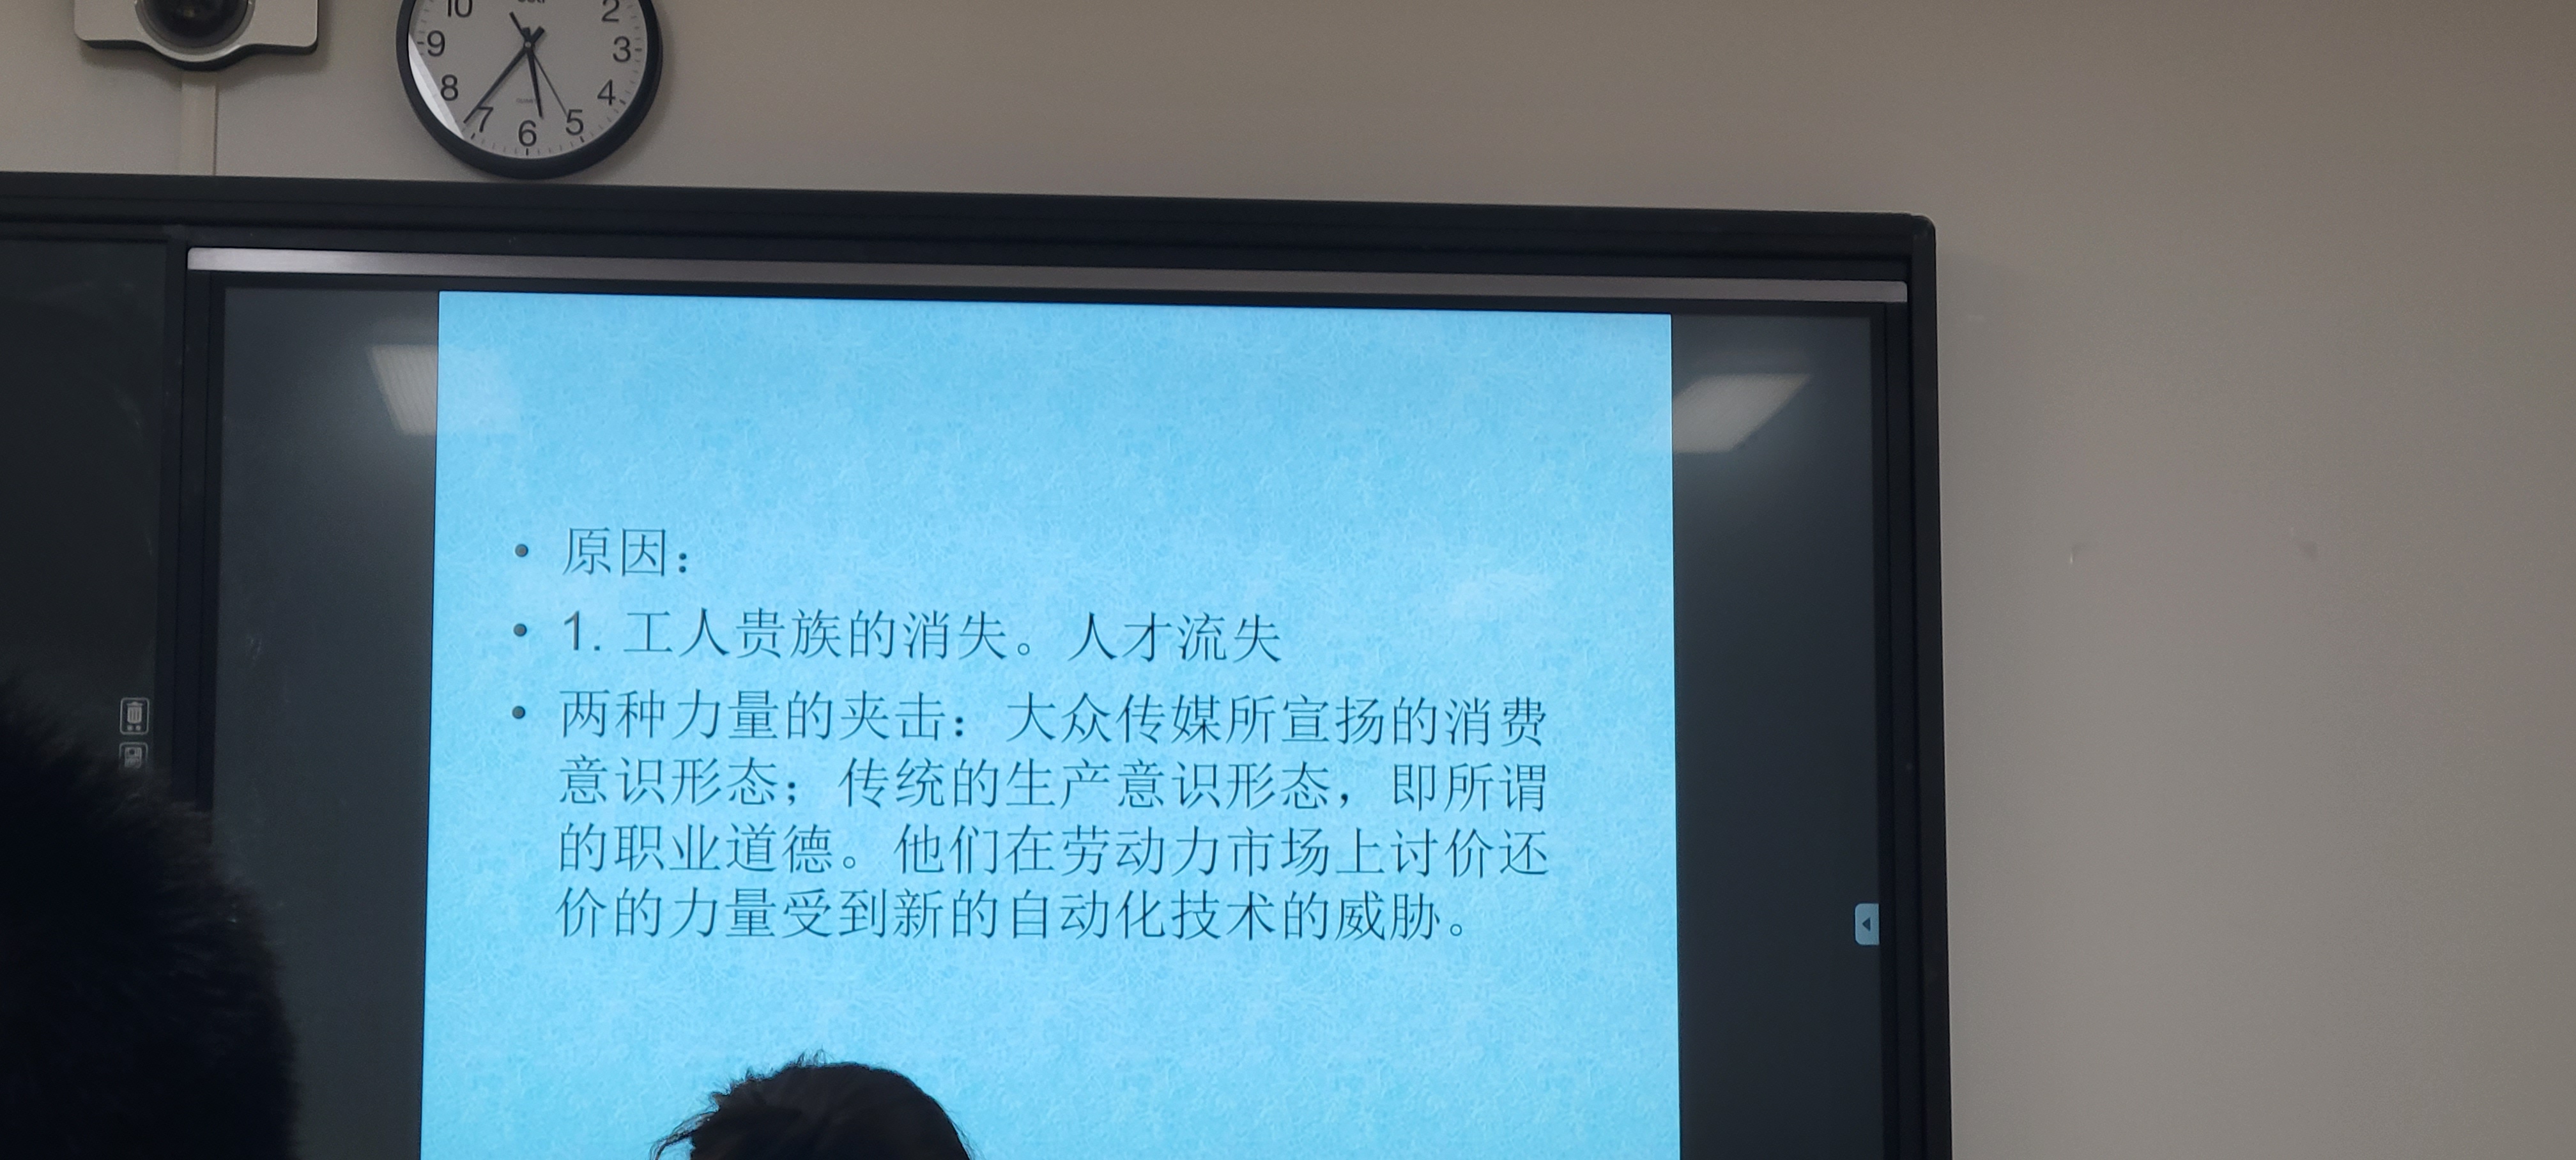 10 2
9 3
8 4
7 6 5
原因：
1. 工人贵族的消失。人才流失
两种力量的夹击：大众传媒所宣扬的消费
意识形态；传统的生产意识形态，即所谓
的职业道德。他们在劳动力市场上讨价还
价的力量受到新的自动化技术的威胁。